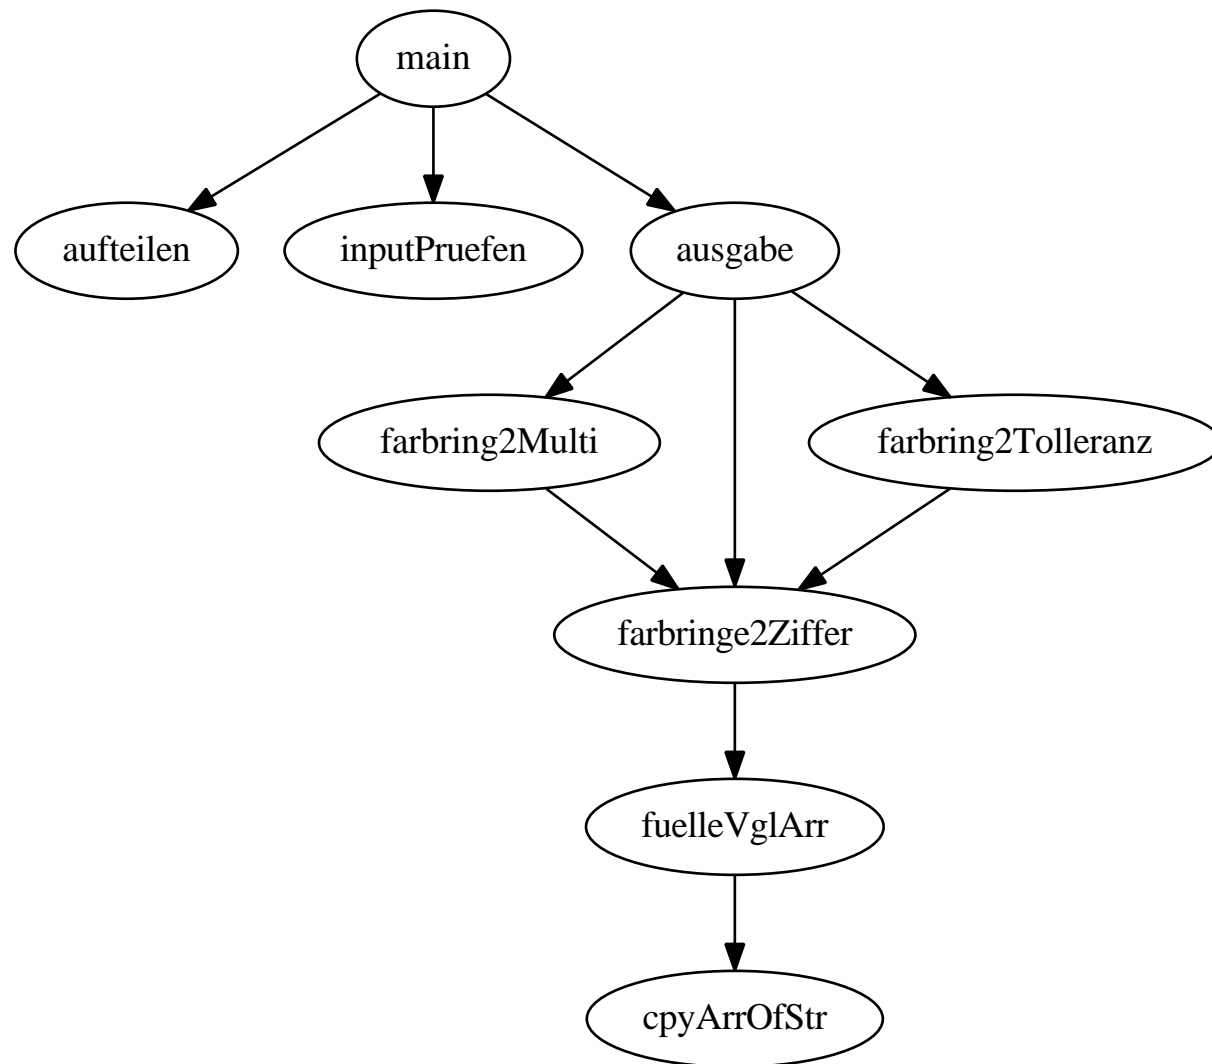 main
aufteilen
inputPruefen
ausgabe
farbring2Multi
farbring2Tolleranz
farbringe2Ziffer
fuelleVglArr
cpyArrOfStr